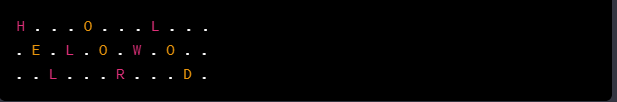 H . . . O . . . L . . .
. E . L . O . W . O . .
. . L . . . R . . . D .